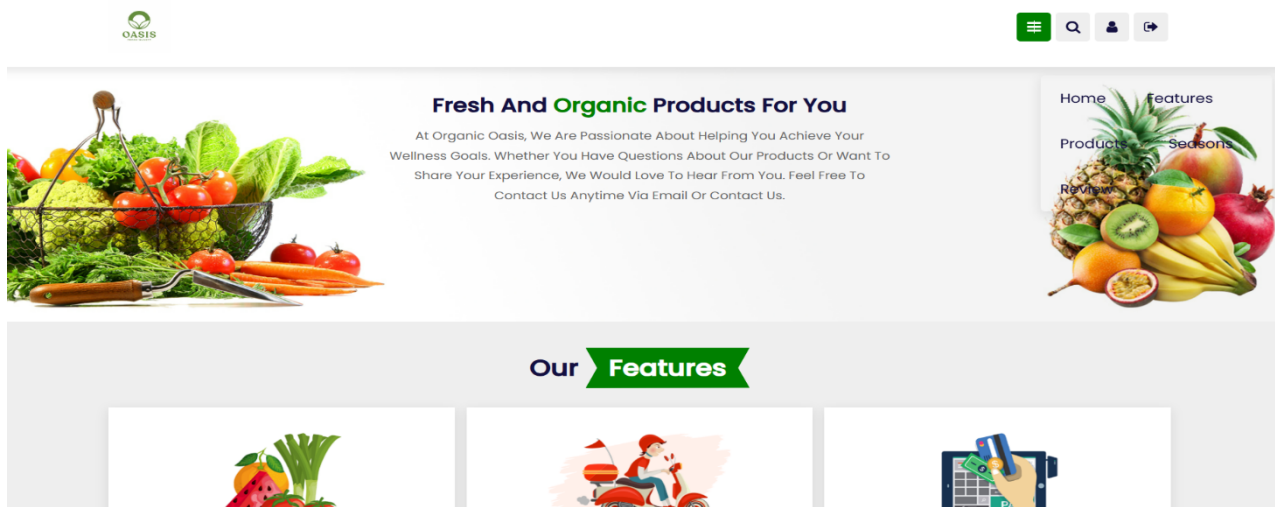 OASIS
Fresh And Organic Products For You
At Organic Oasis, We Are Passionate About Helping You Achieve Your
Wellness Goals. Whether You Have Questions About Our Products Or Want To
Share Your Experience, We Would Love To Hear From You. Feel Free To
Contact Us Anytime Via Email Or Contact Us.
Home Features
Products Seasons
Review
Our Features